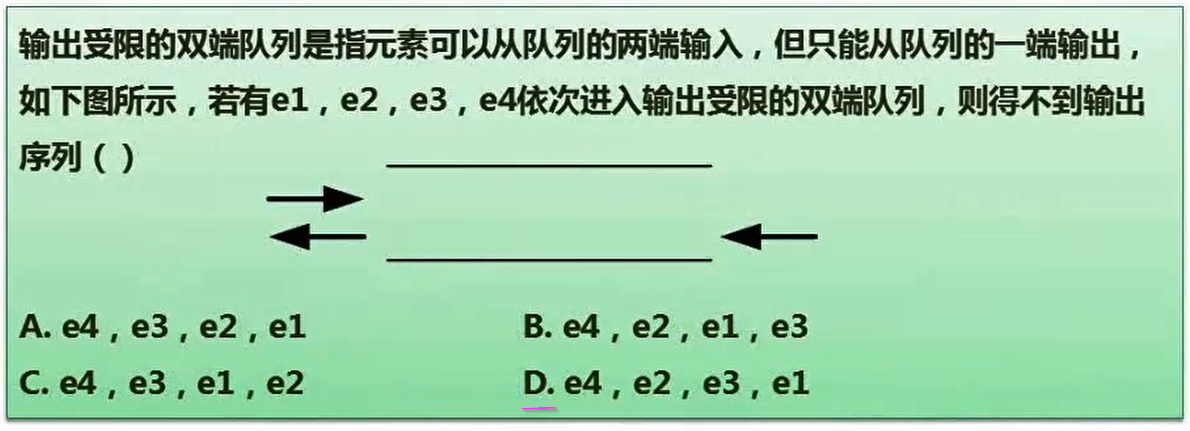 输出受限的双端队列是指元素可以从队列的两端输入，但只能从队列的一端输出，
如下图所示，若有e1，e2，e3，e4依次进入输出受限的双端队列，则得不到输出
序列（ ）
A. e4，e3，e2，e1 B. e4，e2，e1，e3
C. e4，e3，e1，e2 D. e4，e2，e3，e1